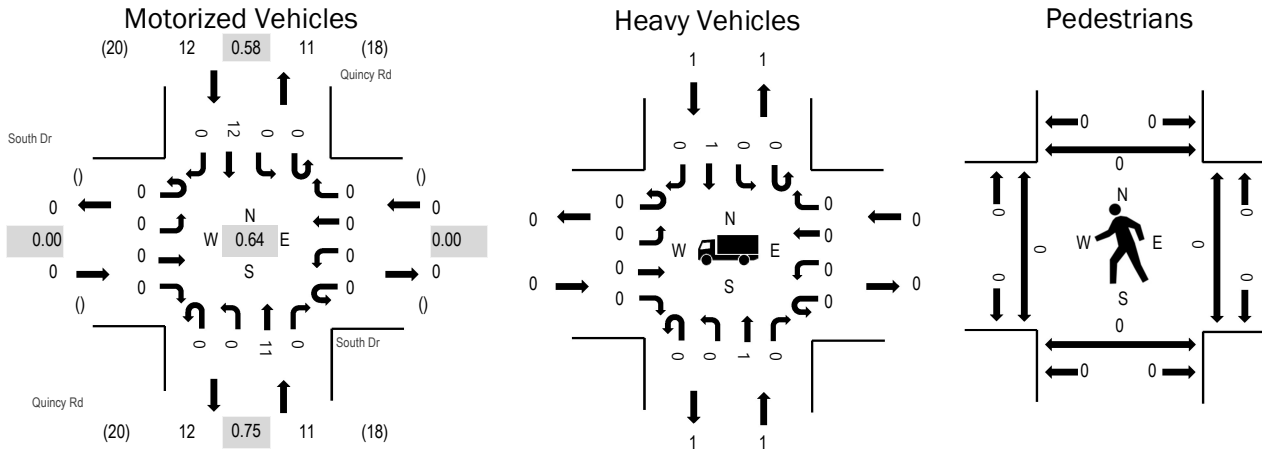 Motorized Vehicles Heavy Vehicles Pedestrians
(20) 12 0.58 11 (18)
Quincy Rd
South Dr
0 12 0 0
() 0 0 ()
0 0 0 0
N
0.00 W 0.64 E 0.00
S
0 0 0 0
() 0 0 ()
0 0 11 0
South Dr
Quincy Rd
(20) 12 0.75 11 (18)
1 1
0 1 0 0
0 0
0 0 0 0
N
W E
S
0 0 0 0
0 0
0 0 1 0
1 1
0 0
0
N
0 0
W E
0 0
0 0
S
0
0 0